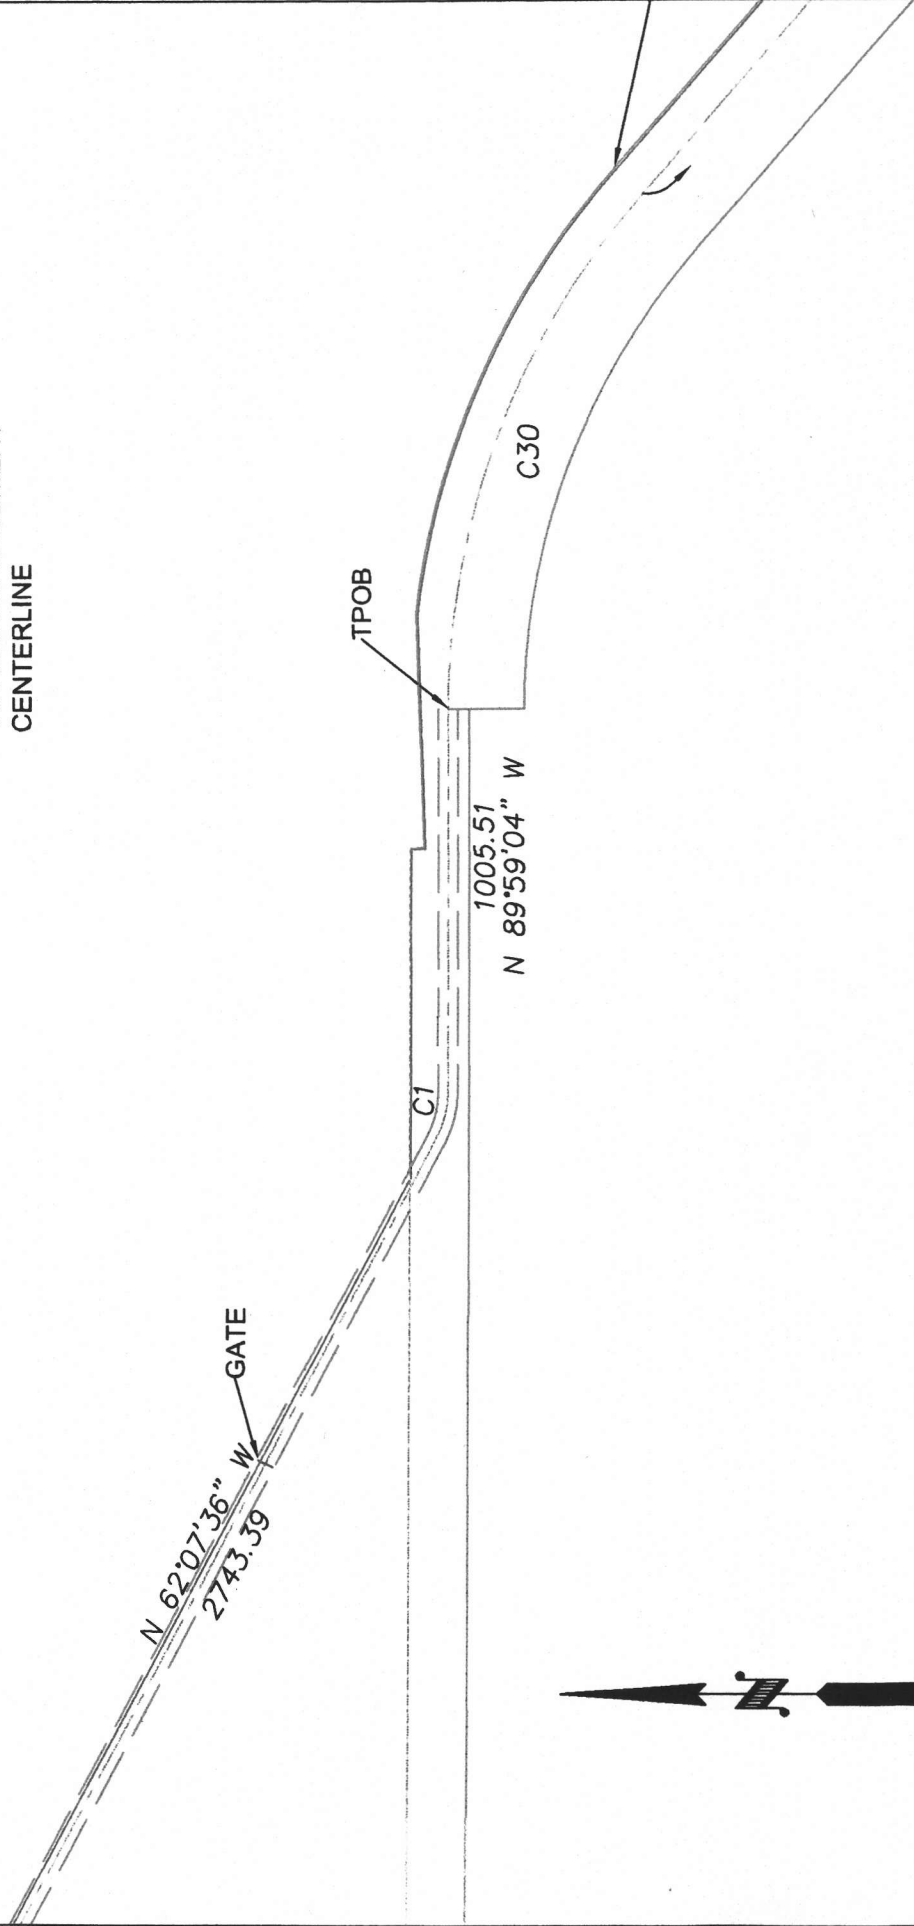 CENTERLINE
TPOB
C30
1005.51
N 89°59'04" W
C1
GATE
N 62°07'36" W
2743.39